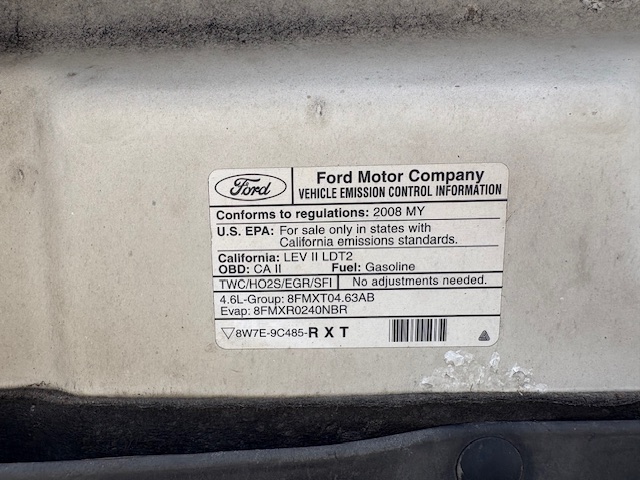 Ford
Ford Motor Company
VEHICLE EMISSION CONTROL INFORMATION
Conforms to regulations: 2008 MY
U.S. EPA: For sale only in states with
California emissions standards.
California: LEV II LDT2
OBD: CA II Fuel: Gasoline
TWC/HO2S/EGR/SFI No adjustments needed.
4.6L-Group: 8FMXT04.63AB
Evap: 8FMXR0240NBR
8W7E-9C485-R X T